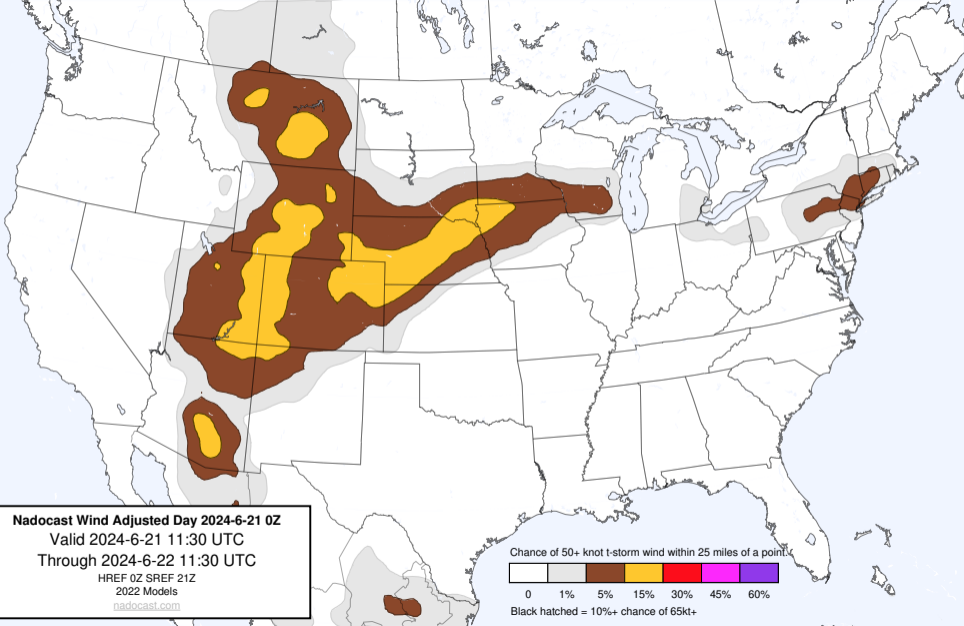 Nadocast Wind Adjusted Day 2024-6-21 0Z
Valid 2024-6-21 11:30 UTC
Through 2024-6-22 11:30 UTC
HREF 0Z SREF 21Z
2022 Models
nadocast.com
Chance of 50+ knot t-storm wind within 25 miles of a point.
0 1% 5% 15% 30% 45% 60%
Black hatched = 10%+ chance of 65kt+